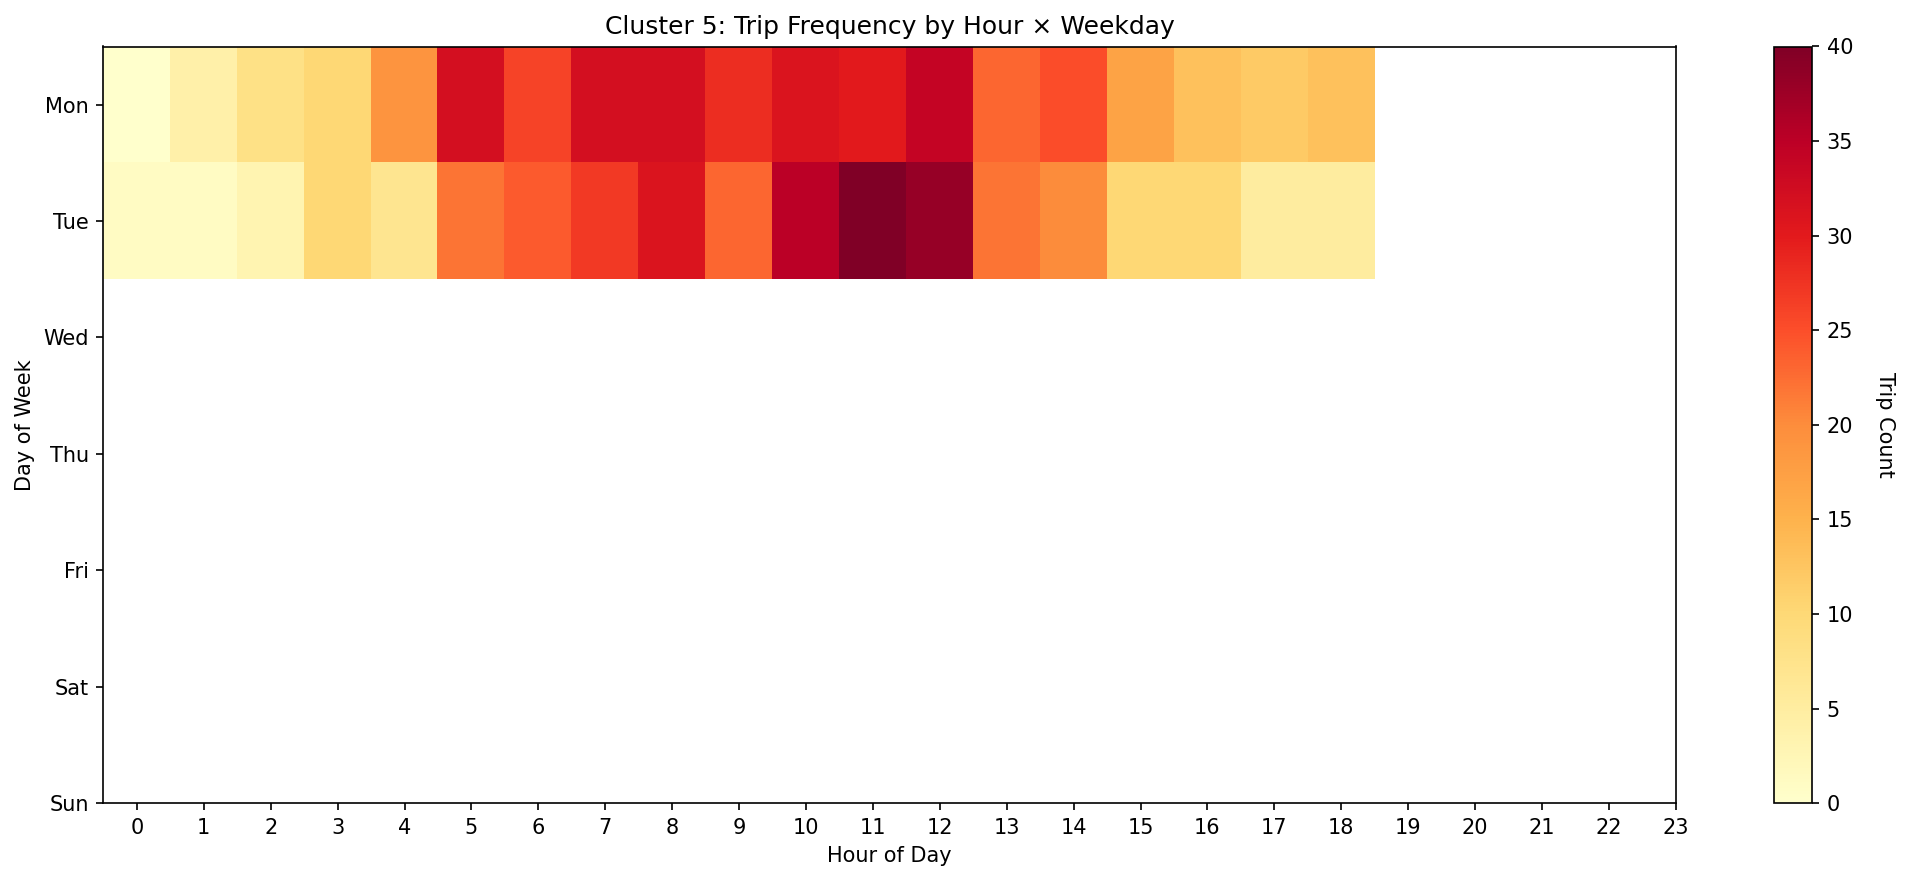 Cluster 5: Trip Frequency by Hour × Weekday
Day of Week
Mon
Tue
Wed
Thu
Fri
Sat
Sun
0 1 2 3 4 5 6 7 8 9 10 11 12 13 14 15 16 17 18 19 20 21 22 23
Hour of Day
40
35
30
25
20
15
10
5
0
Trip Count